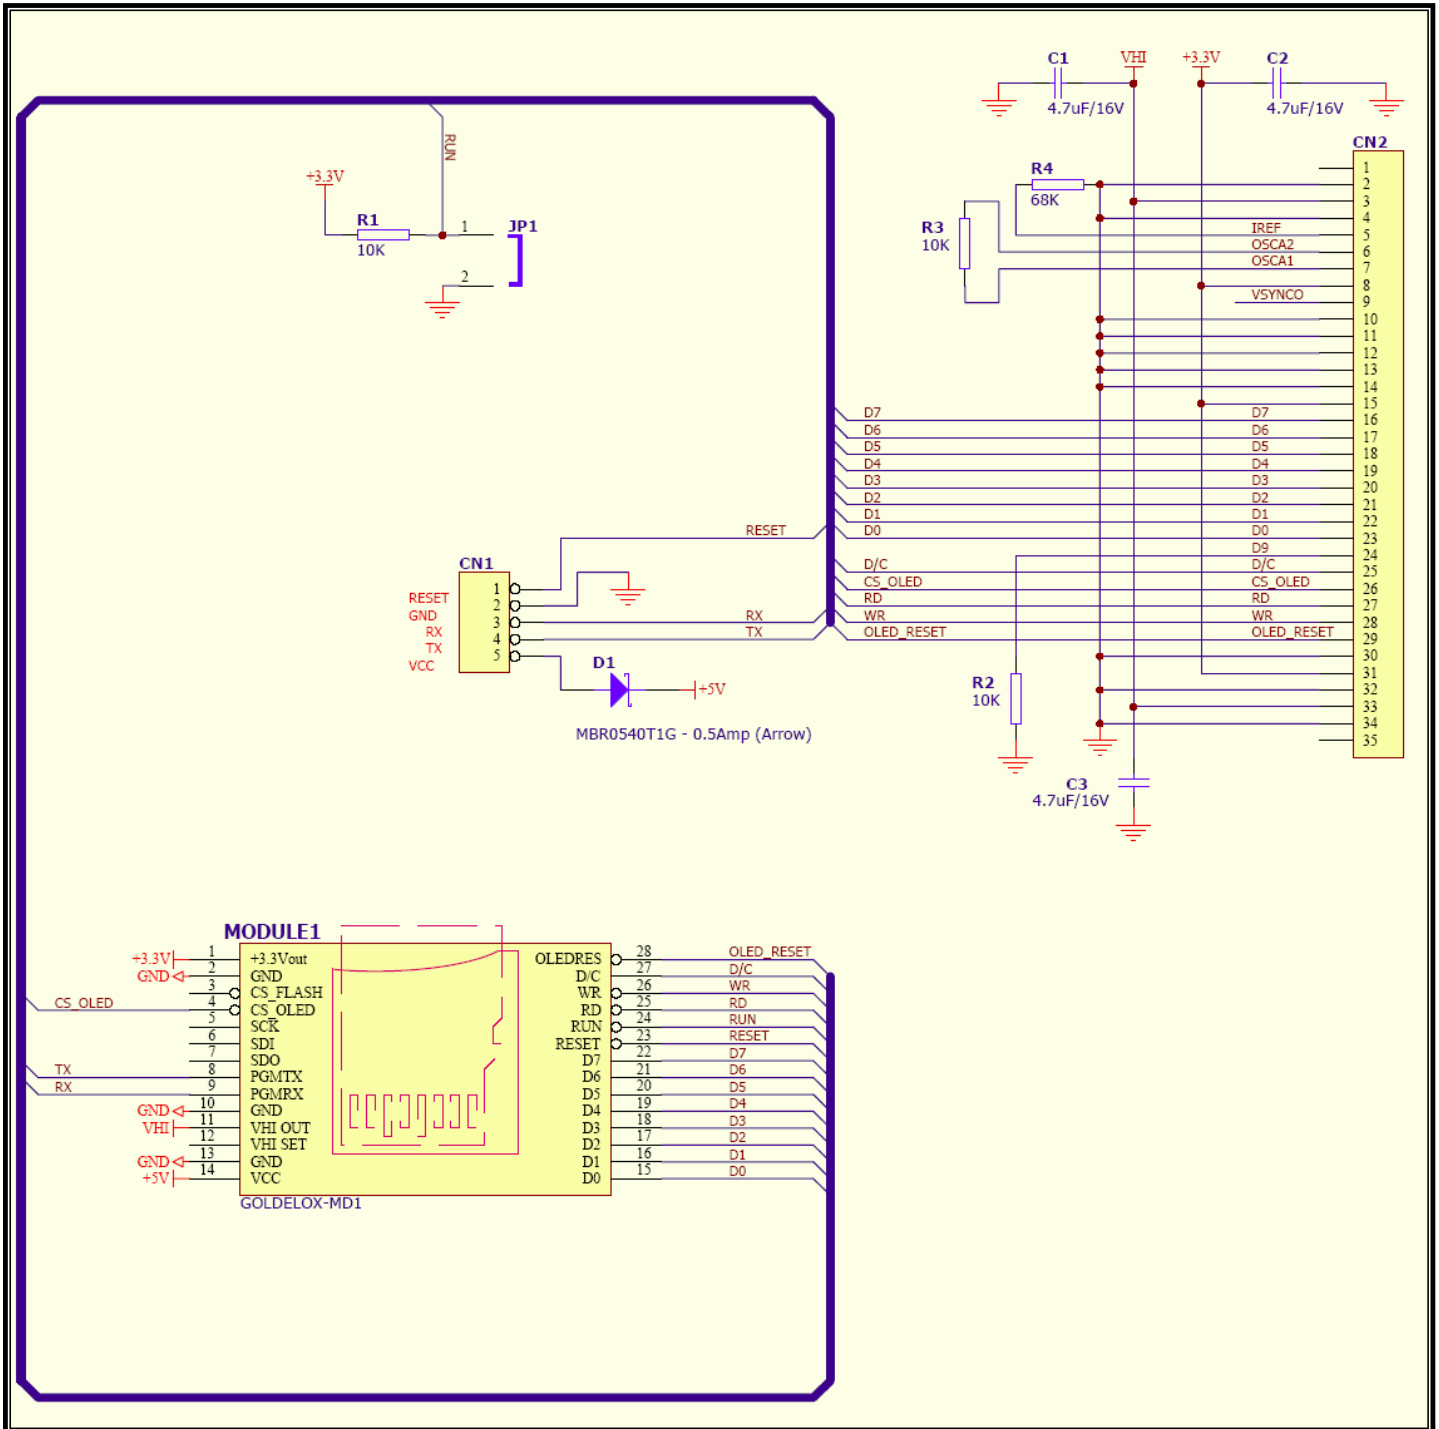 C1
VHI
+3.3V
C2
4.7uF/16V
4.7uF/16V
CN2
RUN
+3.3V
R1
10K
1
JP1
2
R4
68K
R3
10K
IREF
OSCA2
OSCA1
VSYNCO
1
2
3
4
5
6
7
8
9
10
11
12
13
14
15
16
17
18
19
20
21
22
23
24
25
26
27
28
29
30
31
32
33
34
35
D7
D6
D5
D4
D3
D2
D1
D0
D/C
CS_OLED
RD
WR
OLED_RESET
D7
D6
D5
D4
D3
D2
D1
D0
D9
D/C
CS_OLED
RD
WR
OLED_RESET
RESET
CN1
RESET
GND
RX
TX
VCC
1
2
3
4
5
RX
TX
D1
+5V
MBR0540T1G - 0.5Amp (Arrow)
R2
10K
C3
4.7uF/16V
MODULE1
+3.3V 1 +3.3Vout OLEDRES 28 OLED_RESET
GND 2 GND D/C 27 D/C
3 CS_FLASH WR 26 WR
CS_OLED 4 CS_OLED RD 25 RD
5 SCK RUN 24 RUN
6 SDI RESET 23 RESET
7 SDO D7 22 D7
TX 8 PGMTX D6 21 D6
RX 9 PGMRX D5 20 D5
GND 10 GND D4 19 D4
VHI 11 VHI OUT D3 18 D3
12 VHI SET D2 17 D2
GND 13 GND D1 16 D1
+5V 14 VCC D0 15 D0
GOLDELOX-MD1